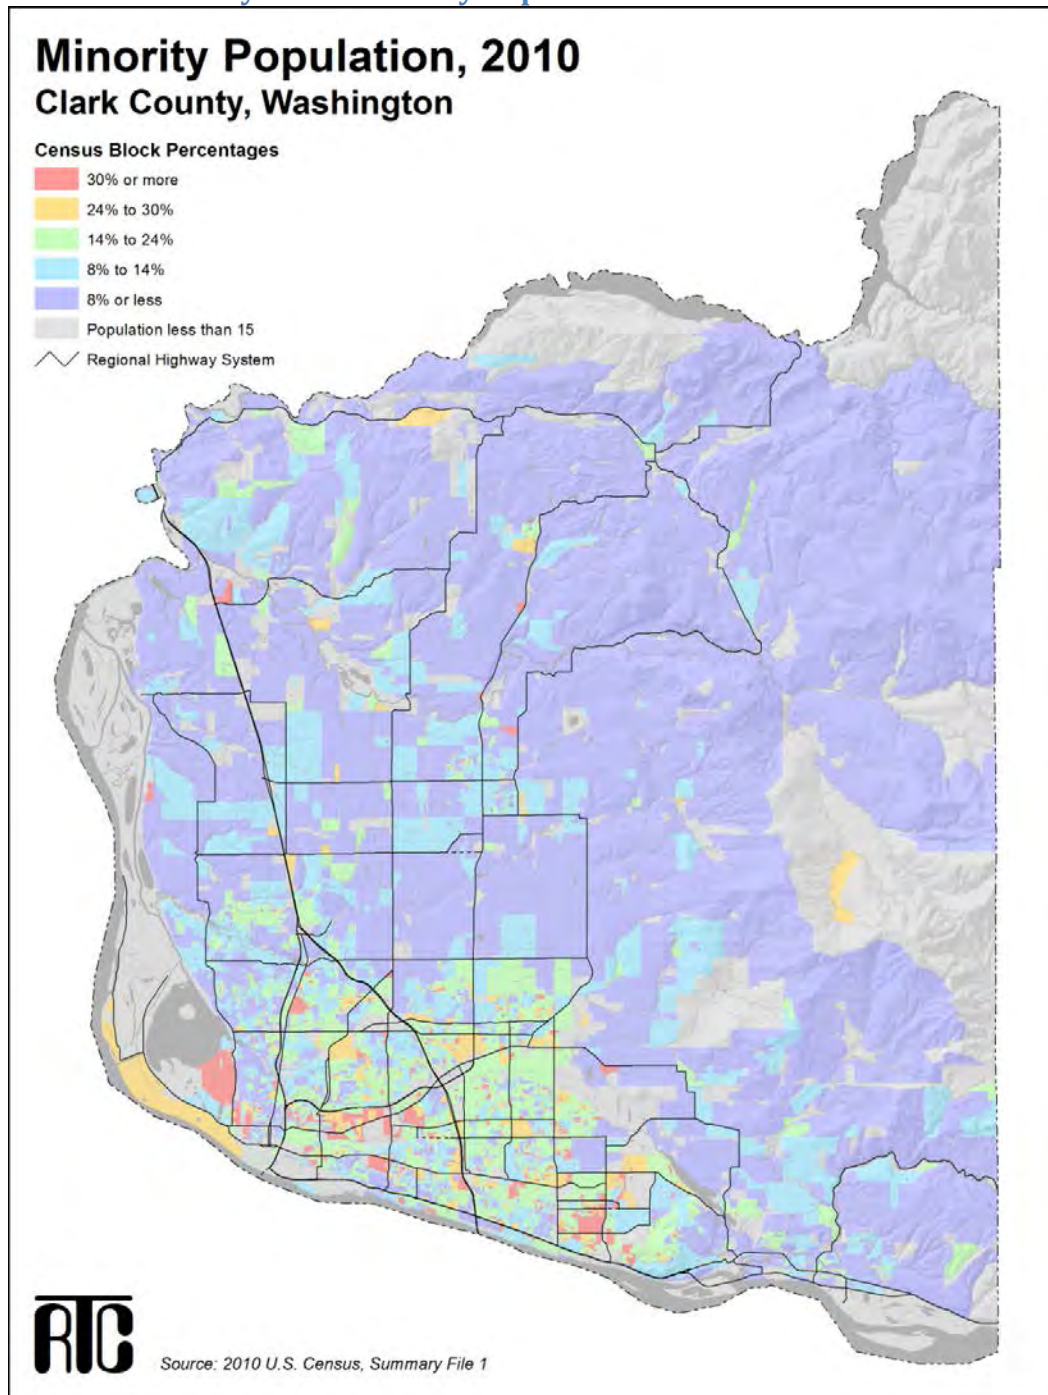 Minority Population, 2010
Clark County, Washington
Census Block Percentages
30% or more
24% to 30%
14% to 24%
8% to 14%
8% or less
Population less than 15
Regional Highway System
RTC
Source: 2010 U.S. Census, Summary File 1